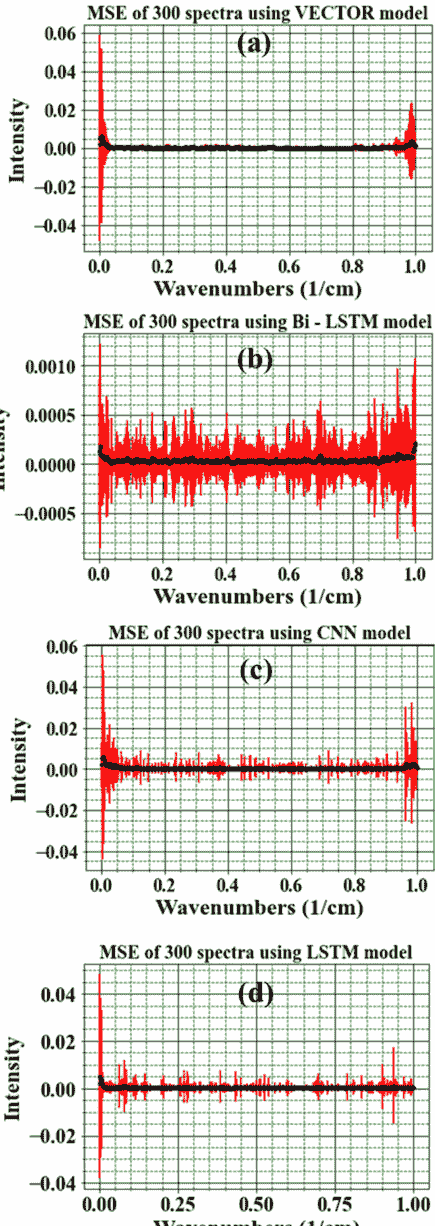 MSE of 300 spectra using VECTOR model
(a)
0.06
0.04
0.02
0.00
−0.02
−0.04
Intensity
0.0 0.2 0.4 0.6 0.8 1.0
Wavenumbers (1/cm)
MSE of 300 spectra using Bi - LSTM model
(b)
0.0010
0.0005
0.0000
−0.0005
Intensity
0.0 0.2 0.4 0.6 0.8 1.0
Wavenumbers (1/cm)
MSE of 300 spectra using CNN model
(c)
0.06
0.04
0.02
0.00
−0.02
−0.04
Intensity
0.0 0.2 0.4 0.6 0.8 1.0
Wavenumbers (1/cm)
MSE of 300 spectra using LSTM model
(d)
0.04
0.02
0.00
−0.02
−0.04
Intensity
0.00 0.25 0.50 0.75 1.00
Wavenumbers (1/cm)